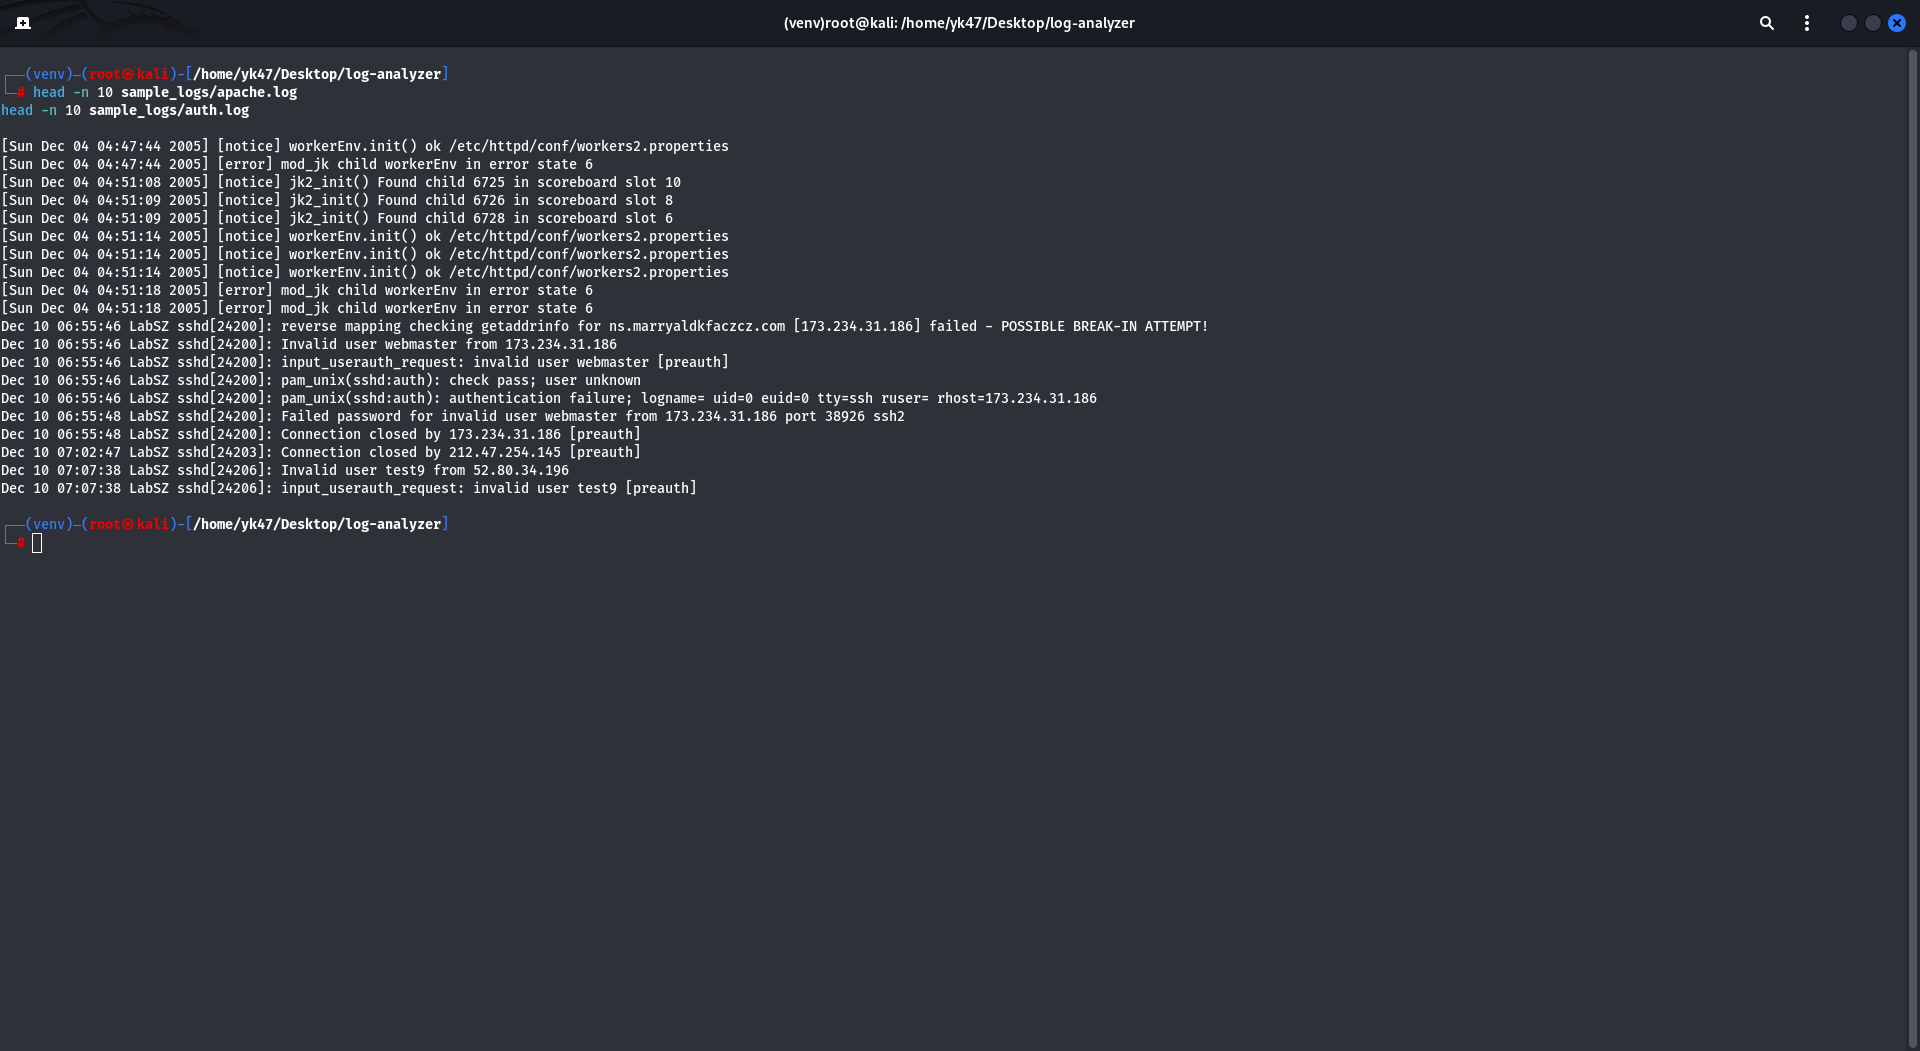 (venv)root@kali: /home/yk47/Desktop/log-analyzer
┌──(venv)─(root㉿kali)-[/home/yk47/Desktop/log-analyzer]
└─# head -n 10 sample_logs/apache.log
head -n 10 sample_logs/auth.log
[Sun Dec 04 04:47:44 2005] [notice] workerEnv.init() ok /etc/httpd/conf/workers2.properties
[Sun Dec 04 04:47:44 2005] [error] mod_jk child workerEnv in error state 6
[Sun Dec 04 04:51:08 2005] [notice] jk2_init() Found child 6725 in scoreboard slot 10
[Sun Dec 04 04:51:09 2005] [notice] jk2_init() Found child 6726 in scoreboard slot 8
[Sun Dec 04 04:51:09 2005] [notice] jk2_init() Found child 6728 in scoreboard slot 6
[Sun Dec 04 04:51:14 2005] [notice] workerEnv.init() ok /etc/httpd/conf/workers2.properties
[Sun Dec 04 04:51:14 2005] [notice] workerEnv.init() ok /etc/httpd/conf/workers2.properties
[Sun Dec 04 04:51:14 2005] [notice] workerEnv.init() ok /etc/httpd/conf/workers2.properties
[Sun Dec 04 04:51:18 2005] [error] mod_jk child workerEnv in error state 6
[Sun Dec 04 04:51:18 2005] [error] mod_jk child workerEnv in error state 6
Dec 10 06:55:46 LabSZ sshd[24200]: reverse mapping checking getaddrinfo for ns.marryaldkfaczcz.com [173.234.31.186] failed - POSSIBLE BREAK-IN ATTEMPT!
Dec 10 06:55:46 LabSZ sshd[24200]: Invalid user webmaster from 173.234.31.186
Dec 10 06:55:46 LabSZ sshd[24200]: input_userauth_request: invalid user webmaster [preauth]
Dec 10 06:55:46 LabSZ sshd[24200]: pam_unix(sshd:auth): check pass; user unknown
Dec 10 06:55:46 LabSZ sshd[24200]: pam_unix(sshd:auth): authentication failure; logname= uid=0 euid=0 tty=ssh ruser= rhost=173.234.31.186
Dec 10 06:55:48 LabSZ sshd[24200]: Failed password for invalid user webmaster from 173.234.31.186 port 38926 ssh2
Dec 10 06:55:48 LabSZ sshd[24200]: Connection closed by 173.234.31.186 [preauth]
Dec 10 07:02:47 LabSZ sshd[24203]: Connection closed by 212.47.254.145 [preauth]
Dec 10 07:07:38 LabSZ sshd[24206]: Invalid user test9 from 52.80.34.196
Dec 10 07:07:38 LabSZ sshd[24206]: input_userauth_request: invalid user test9 [preauth]
┌──(venv)─(root㉿kali)-[/home/yk47/Desktop/log-analyzer]
└─#